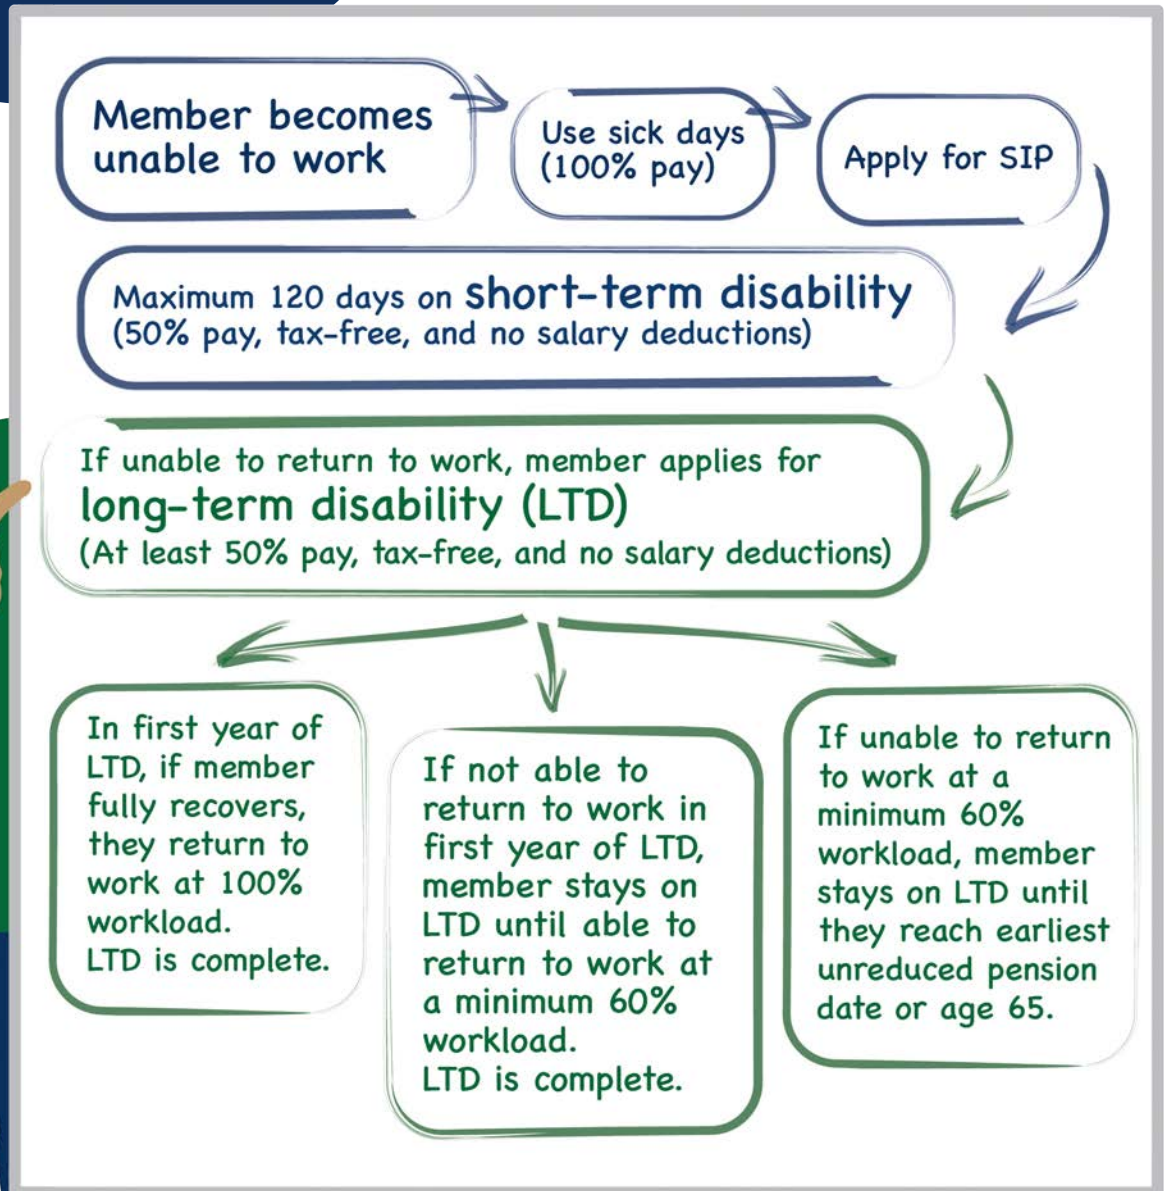 Member becomes
unable to work
Use sick days
(100% pay)
Apply for SIP
Maximum 120 days on short-term disability
(50% pay, tax-free, and no salary deductions)
If unable to return to work, member applies for
long-term disability (LTD)
(At least 50% pay, tax-free, and no salary deductions)
In first year of
LTD, if member
fully recovers,
they return to
work at 100%
workload.
LTD is complete.
If not able to
return to work in
first year of LTD,
member stays on
LTD until able to
return to work at
a minimum 60%
workload.
LTD is complete.
If unable to return
to work at a
minimum 60%
workload, member
stays on LTD until
they reach earliest
unreduced pension
date or age 65.